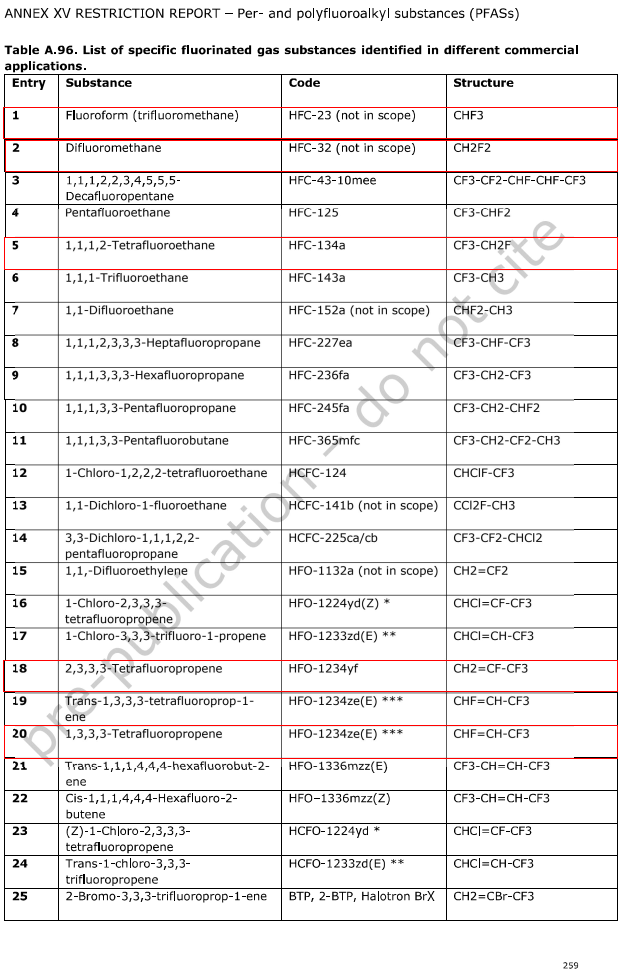 ANNEX XV RESTRICTION REPORT – Per- and polyfluoroalkyl substances (PFASs)
Table A.96. List of specific fluorinated gas substances identified in different commercial
applications.
Entry Substance Code Structure
1 Fluoroform (trifluoromethane) HFC-23 (not in scope) CHF3
2 Difluoromethane HFC-32 (not in scope) CH2F2
3 1,1,1,2,2,3,4,5,5,5- HFC-43-10mee CF3-CF2-CHF-CHF-CF3
Decafluoropentane
4 Pentafluoroethane HFC-125 CF3-CHF2
5 1,1,1,2-Tetrafluoroethane HFC-134a CF3-CH2F
6 1,1,1-Trifluoroethane HFC-143a CF3-CH3
7 1,1-Difluoroethane HFC-152a (not in scope) CHF2-CH3
8 1,1,1,2,3,3,3-Heptafluoropropane HFC-227ea CF3-CHF-CF3
9 1,1,1,3,3,3-Hexafluoropropane HFC-236fa CF3-CH2-CF3
10 1,1,1,3,3-Pentafluoropropane HFC-245fa CF3-CH2-CHF2
11 1,1,1,3,3-Pentafluorobutane HFC-365mfc CF3-CH2-CF2-CH3
12 1-Chloro-1,2,2,2-tetrafluoroethane HCFC-124 CHClF-CF3
13 1,1-Dichloro-1-fluoroethane HCFC-141b (not in scope) CCl2F-CH3
14 3,3-Dichloro-1,1,1,2,2- HCFC-225ca/cb CF3-CF2-CHCl2
pentafluoropropane
15 1,1,-Difluoroethylene HFO-1132a (not in scope) CH2=CF2
16 1-Chloro-2,3,3,3- HFO-1224yd(Z) * CHCl=CF-CF3
tetrafluoropropene
17 1-Chloro-3,3,3-trifluoro-1-propene HFO-1233zd(E) ** CHCl=CH-CF3
18 2,3,3,3-Tetrafluoropropene HFO-1234yf CH2=CF-CF3
19 Trans-1,3,3,3-tetrafluoroprop-1- HFO-1234ze(E) *** CHF=CH-CF3
ene
20 1,3,3,3-Tetrafluoropropene HFO-1234ze(E) *** CHF=CH-CF3
21 Trans-1,1,1,4,4,4-hexafluorobut-2- HFO-1336mzz(E) CF3-CH=CH-CF3
ene
22 Cis-1,1,1,4,4,4-Hexafluoro-2- HFO–1336mzz(Z) CF3-CH=CH-CF3
butene
23 (Z)-1-Chloro-2,3,3,3- HCFO-1224yd * CHCl=CF-CF3
tetrafluoropropene
24 Trans-1-chloro-3,3,3- HCFO-1233zd(E) ** CHCl=CH-CF3
trifluoropropene
25 2-Bromo-3,3,3-trifluoroprop-1-ene BTP, 2-BTP, Halotron BrX CH2=CBr-CF3
pre-publication – do not cite
259